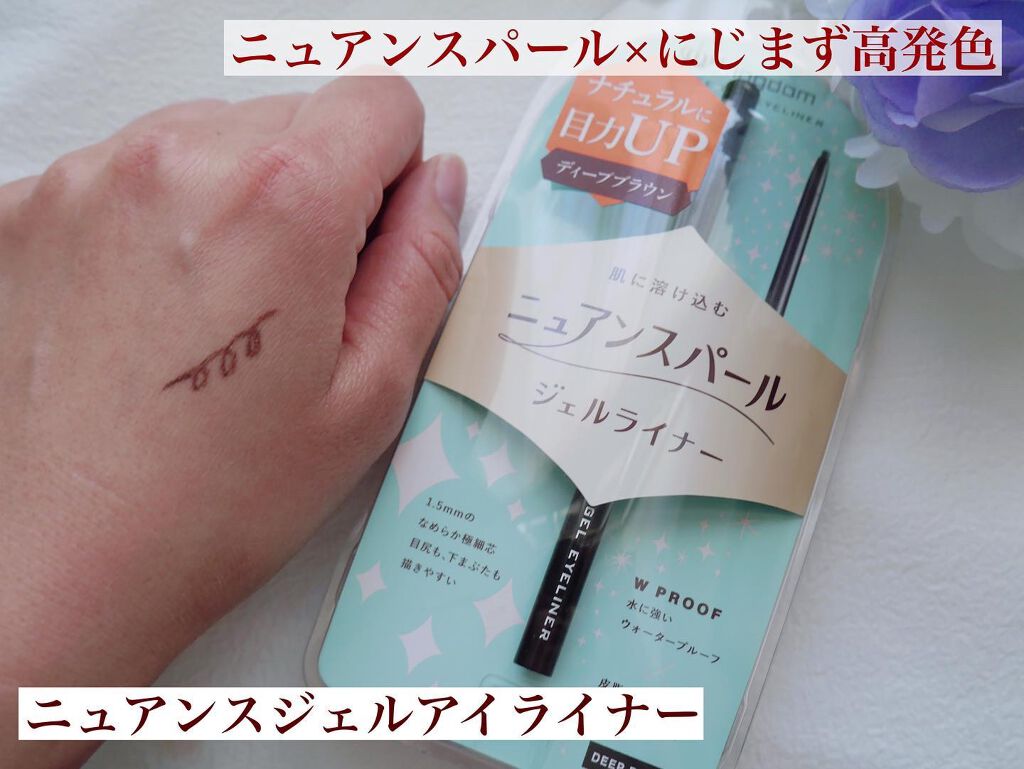 ニュアンスパール×にじまず高発色
EYELINER
ナチュラルに
目力UP
ディープブラウン
肌に溶け込む
ニュアンスパール
ジェルライナー
1.5mmの
なめらか極細芯
目尻も、下まぶたも
描きやすい
GEL EYELINER
W PROOF
水に強い
ウォータープルーフ
DEEP
ニュアンスジェルアイライナー